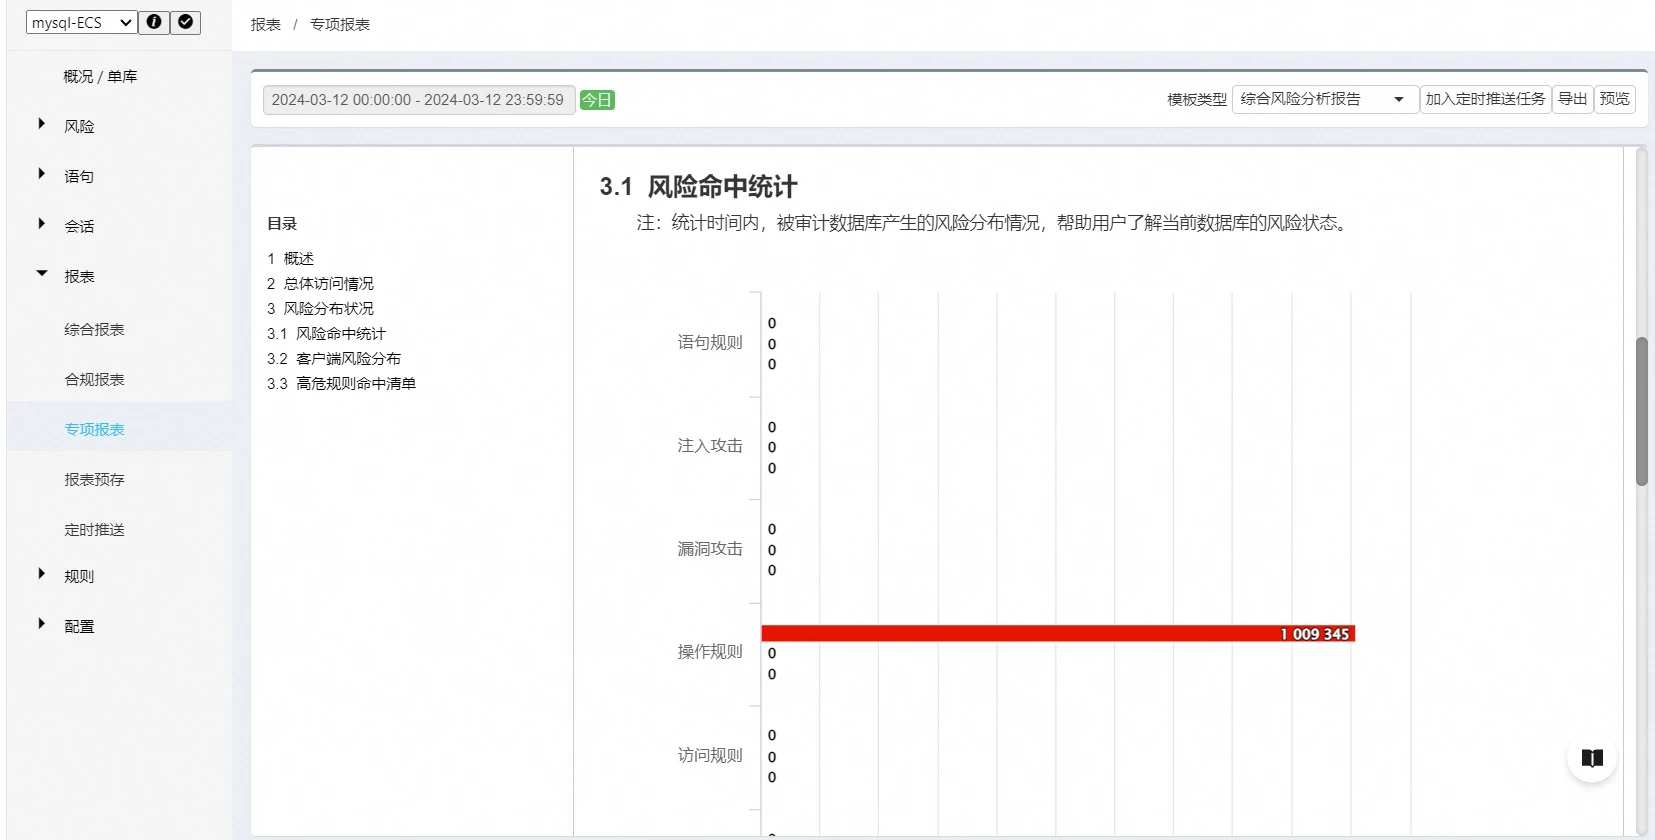 mysql-ECS
报表 / 专项报表
概况 / 单库
风险
语句
会话
报表
综合报表
合规报表
专项报表
报表预存
定时推送
规则
配置
2024-03-12 00:00:00 - 2024-03-12 23:59:59 今日
模板类型 综合风险分析报告 加入定时推送任务 导出 预览
目录
1 概述
2 总体访问情况
3 风险分布状况
3.1 风险命中统计
3.2 客户端风险分布
3.3 高危规则命中清单
3.1 风险命中统计
注：统计时间内，被审计数据库产生的风险分布情况，帮助用户了解当前数据库的风险状态。
语句规则
0
0
0
注入攻击
0
0
0
漏洞攻击
0
0
0
操作规则
1 009 345
0
0
访问规则
0
0
0